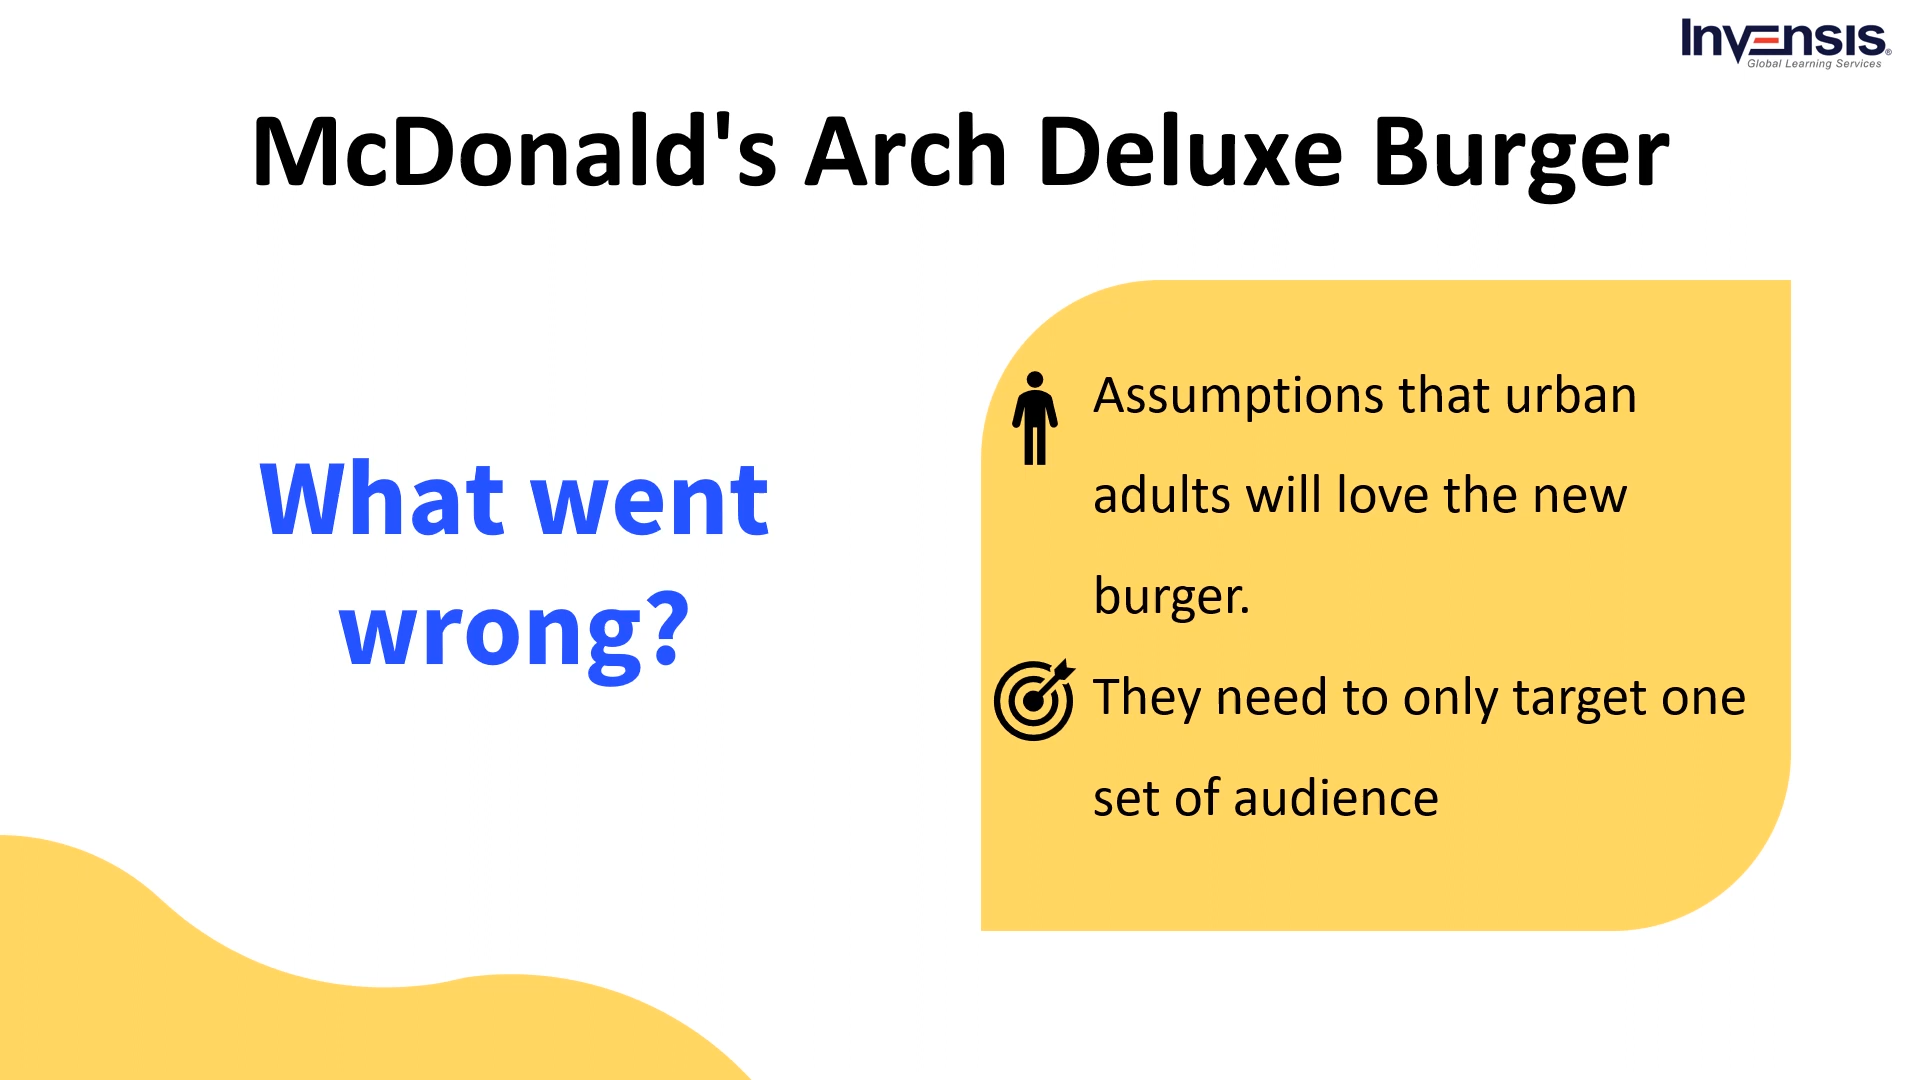 Invensis®
Global Learning Services
McDonald's Arch Deluxe Burger
What went
wrong?
Assumptions that urban
adults will love the new
burger.
They need to only target one
set of audience